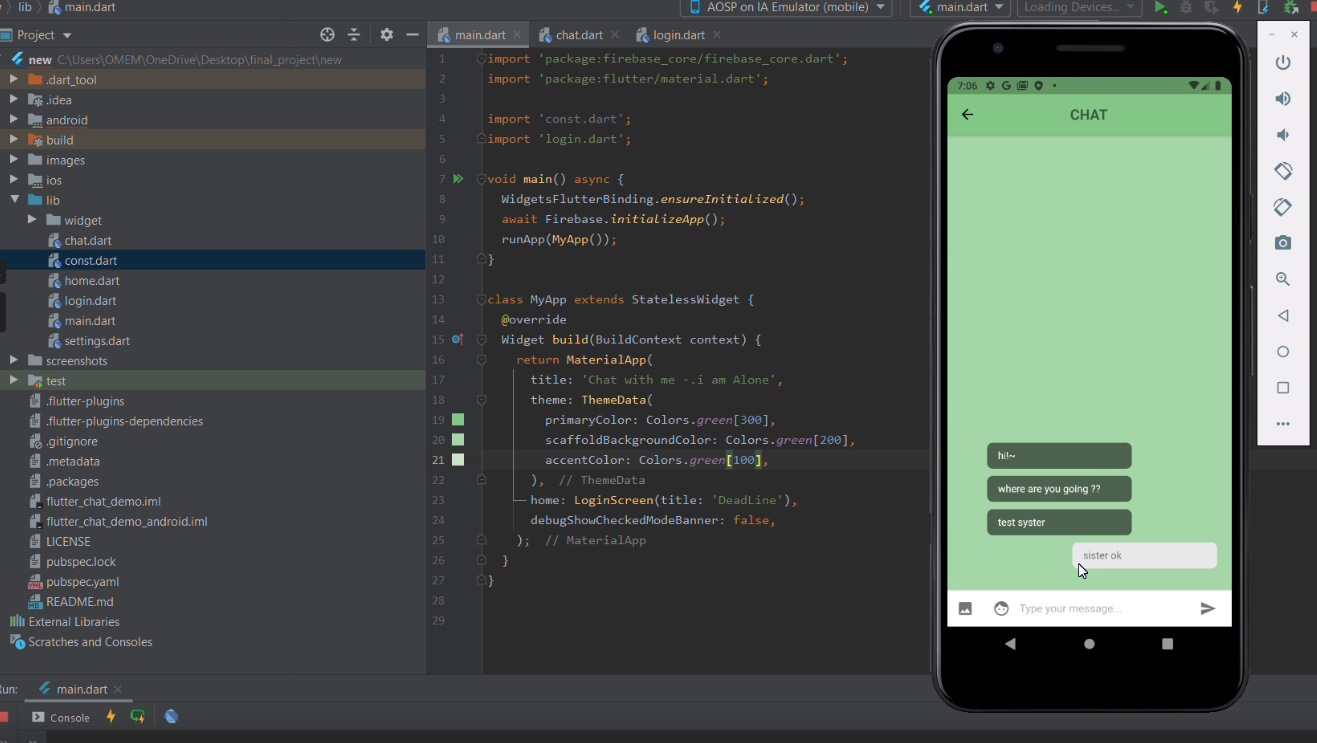 lib main.dart
AOSP on IA Emulator (mobile)
main.dart
Loading Devices...
Project
main.dart
chat.dart
login.dart
new C:\Users\OMEM\OneDrive\Desktop\final_project\new
.dart_tool
.idea
android
build
images
ios
lib
widget
chat.dart
const.dart
home.dart
login.dart
main.dart
settings.dart
screenshots
test
.flutter-plugins
.flutter-plugins-dependencies
.gitignore
.metadata
.packages
flutter_chat_demo.iml
flutter_chat_demo_android.iml
LICENSE
pubspec.lock
pubspec.yaml
README.md
External Libraries
Scratches and Consoles
1 import 'package:firebase_core/firebase_core.dart';
2 import 'package:flutter/material.dart';
3
4 import 'const.dart';
5 import 'login.dart';
6
7 void main() async {
8 WidgetsFlutterBinding.ensureInitialized();
9 await Firebase.initializeApp();
10 runApp(MyApp());
11 }
12
13 class MyApp extends StatelessWidget {
14 @override
15 Widget build(BuildContext context) {
16 return MaterialApp(
17 title: 'Chat with me -.i am Alone',
18 theme: ThemeData(
19 primaryColor: Colors.green[300],
20 scaffoldBackgroundColor: Colors.green[200],
21 accentColor: Colors.green[100],
22 ), // ThemeData
23 home: LoginScreen(title: 'DeadLine'),
24 debugShowCheckedModeBanner: false,
25 ); // MaterialApp
26 }
27 }
28
29
7:06
CHAT
hi!~
where are you going ??
test syster
sister ok
Type your message...
un: main.dart
Console